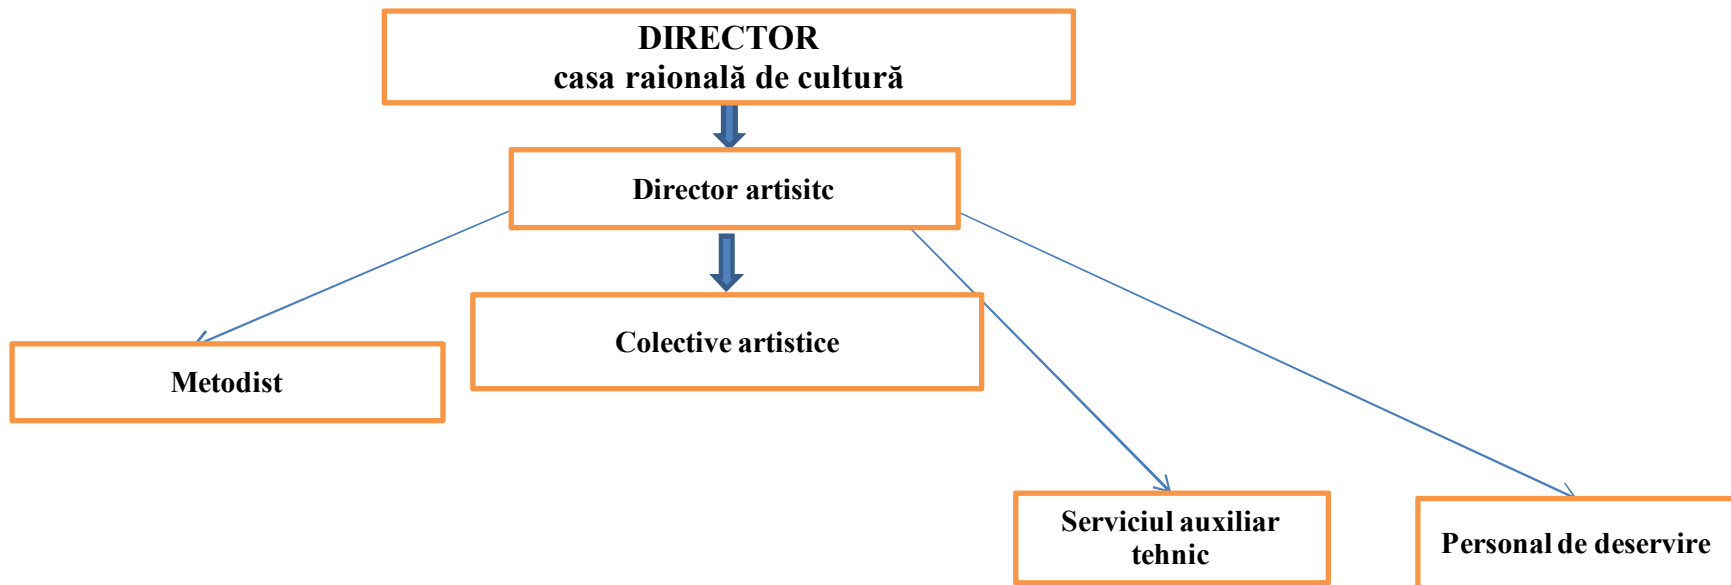 DIRECTOR
casa raională de cultură
Director artisitc
Colective artistice
Metodist
Serviciul auxiliar
tehnic
Personal de deservire